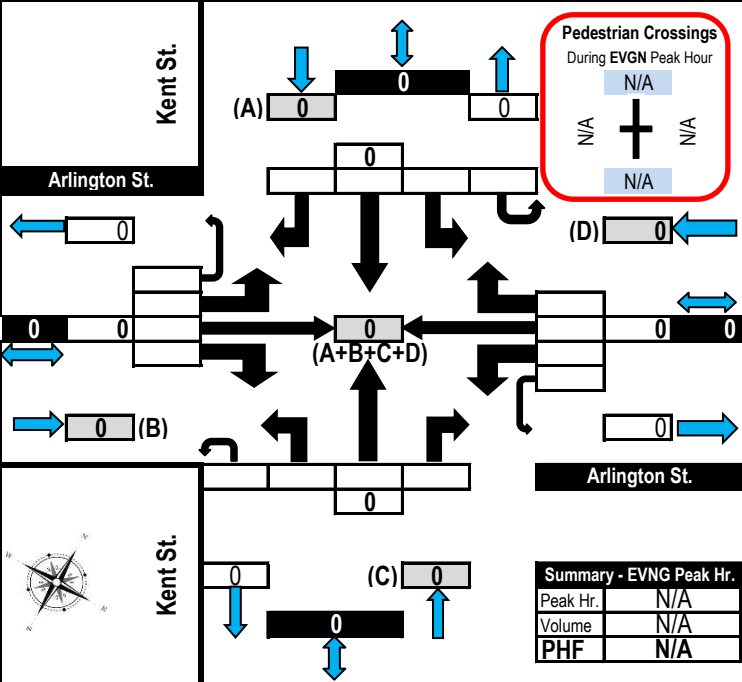 Kent St.
Pedestrian Crossings
During EVGN Peak Hour
N/A
N/A
N/A
N/A
0
(A)
0
0
0
Arlington St.
0
(D)
0
0
0
0
0
0
(A+B+C+D)
0
(B)
0
Arlington St.
0
Kent St.
0
(C)
0
0
Summary - EVNG Peak Hr.
Peak Hr. N/A
Volume N/A
PHF N/A